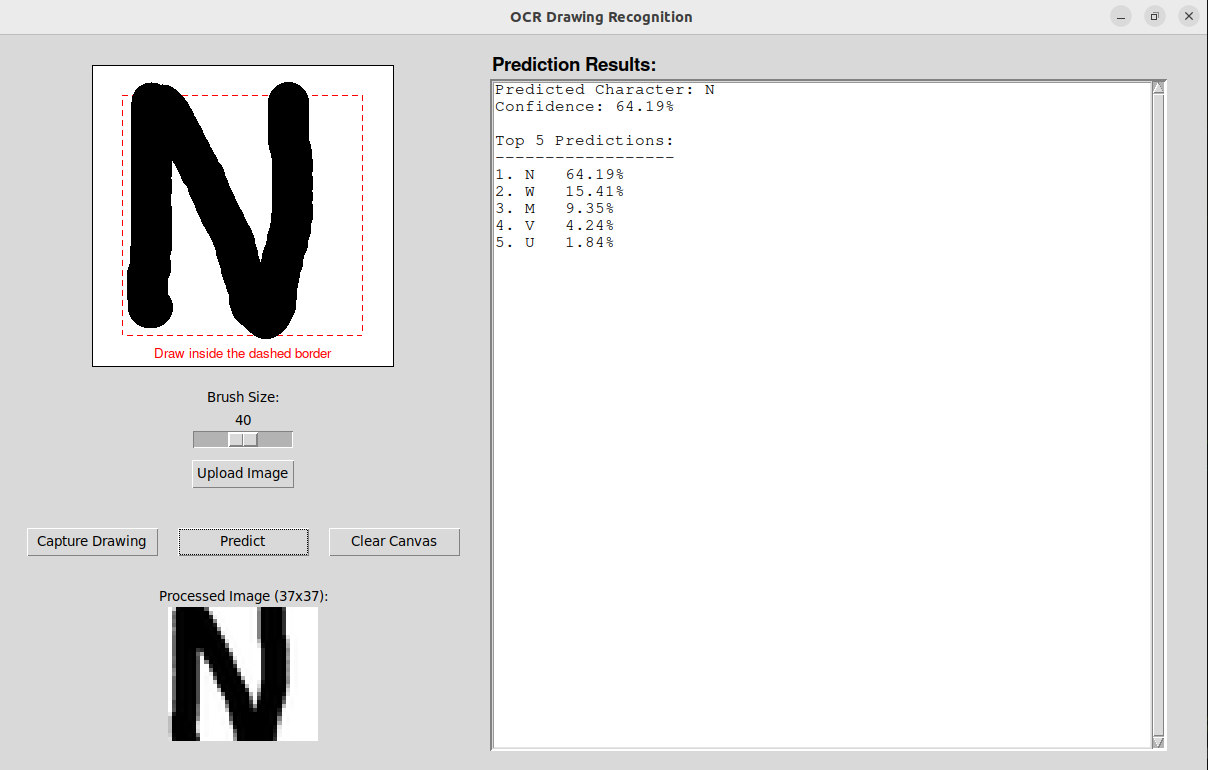 OCR Drawing Recognition
N
Draw inside the dashed border
Brush Size:
40
Upload Image
Capture Drawing Predict Clear Canvas
Processed Image (37x37):
N
Prediction Results:
Predicted Character: N
Confidence: 64.19%
Top 5 Predictions:
------------------
1. N 64.19%
2. W 15.41%
3. M 9.35%
4. V 4.24%
5. U 1.84%